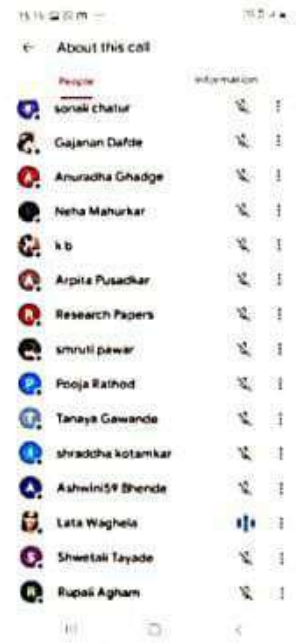 About this call
People
Information
sonali chatur
Gajanan Dafde
Anuradha Ghadge
Neha Mahurkar
k b
Arpita Pusadkar
Research Papers
smruti pawar
Pooja Rathod
Tanaya Gawande
shraddha kotamkar
Ashwini59 Bhende
Lata Waghela
Shwetali Tayade
Rupali Agham